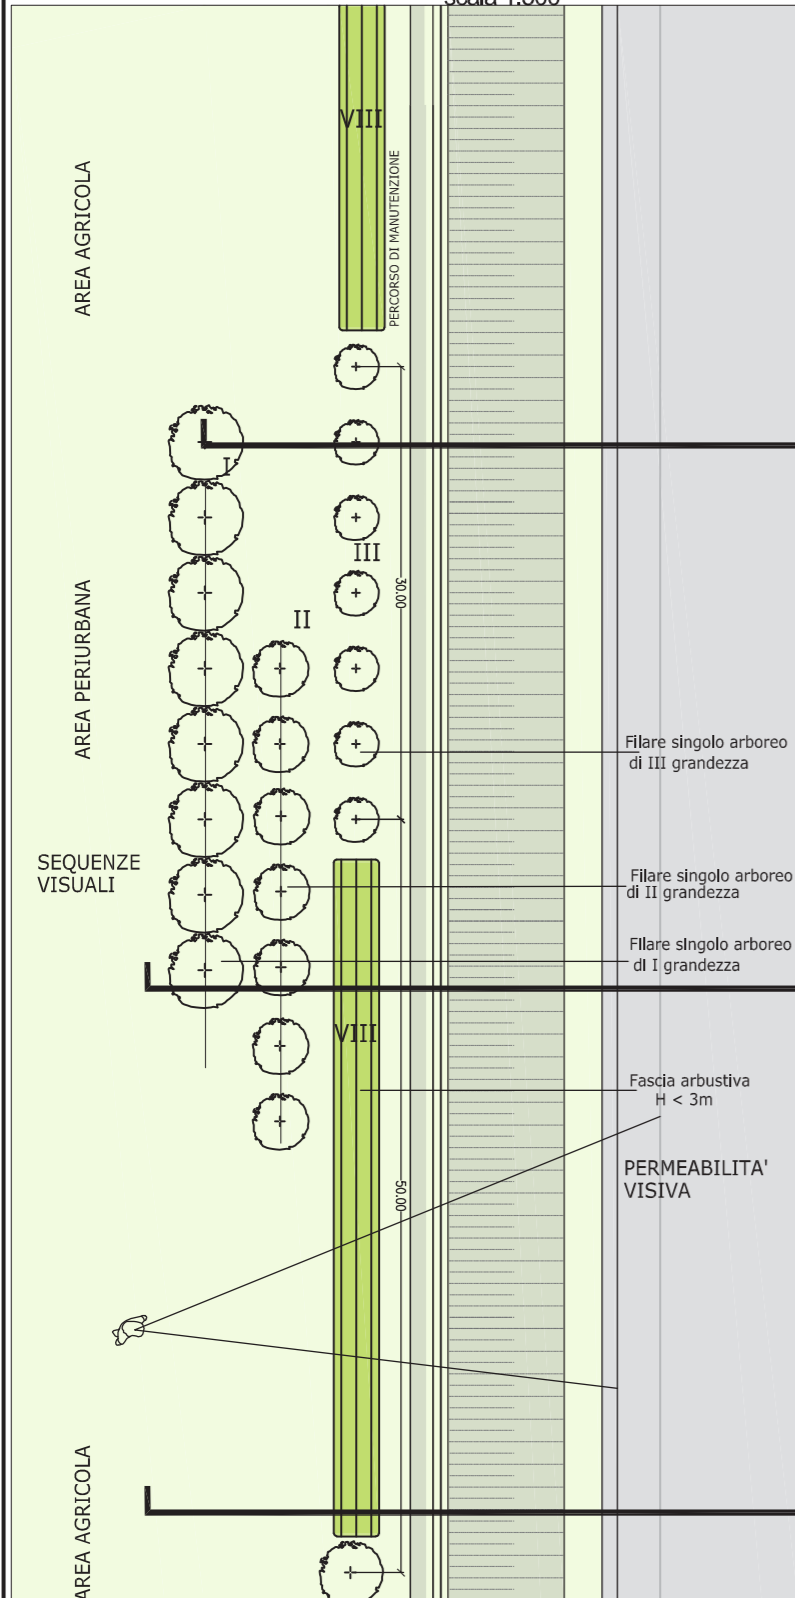 VIII
AREA AGRICOLA
PERCORSO DI MANUTENZIONE
I
III
AREA PERIURBANA
30.00
II
Filare singolo arboreo
di III grandezza
SEQUENZE
VISUALI
Filare singolo arboreo
di II grandezza
Filare singolo arboreo
di I grandezza
VIII
Fascia arbustiva
H < 3m
PERMEABILITA'
VISIVA
50.00
AREA AGRICOLA